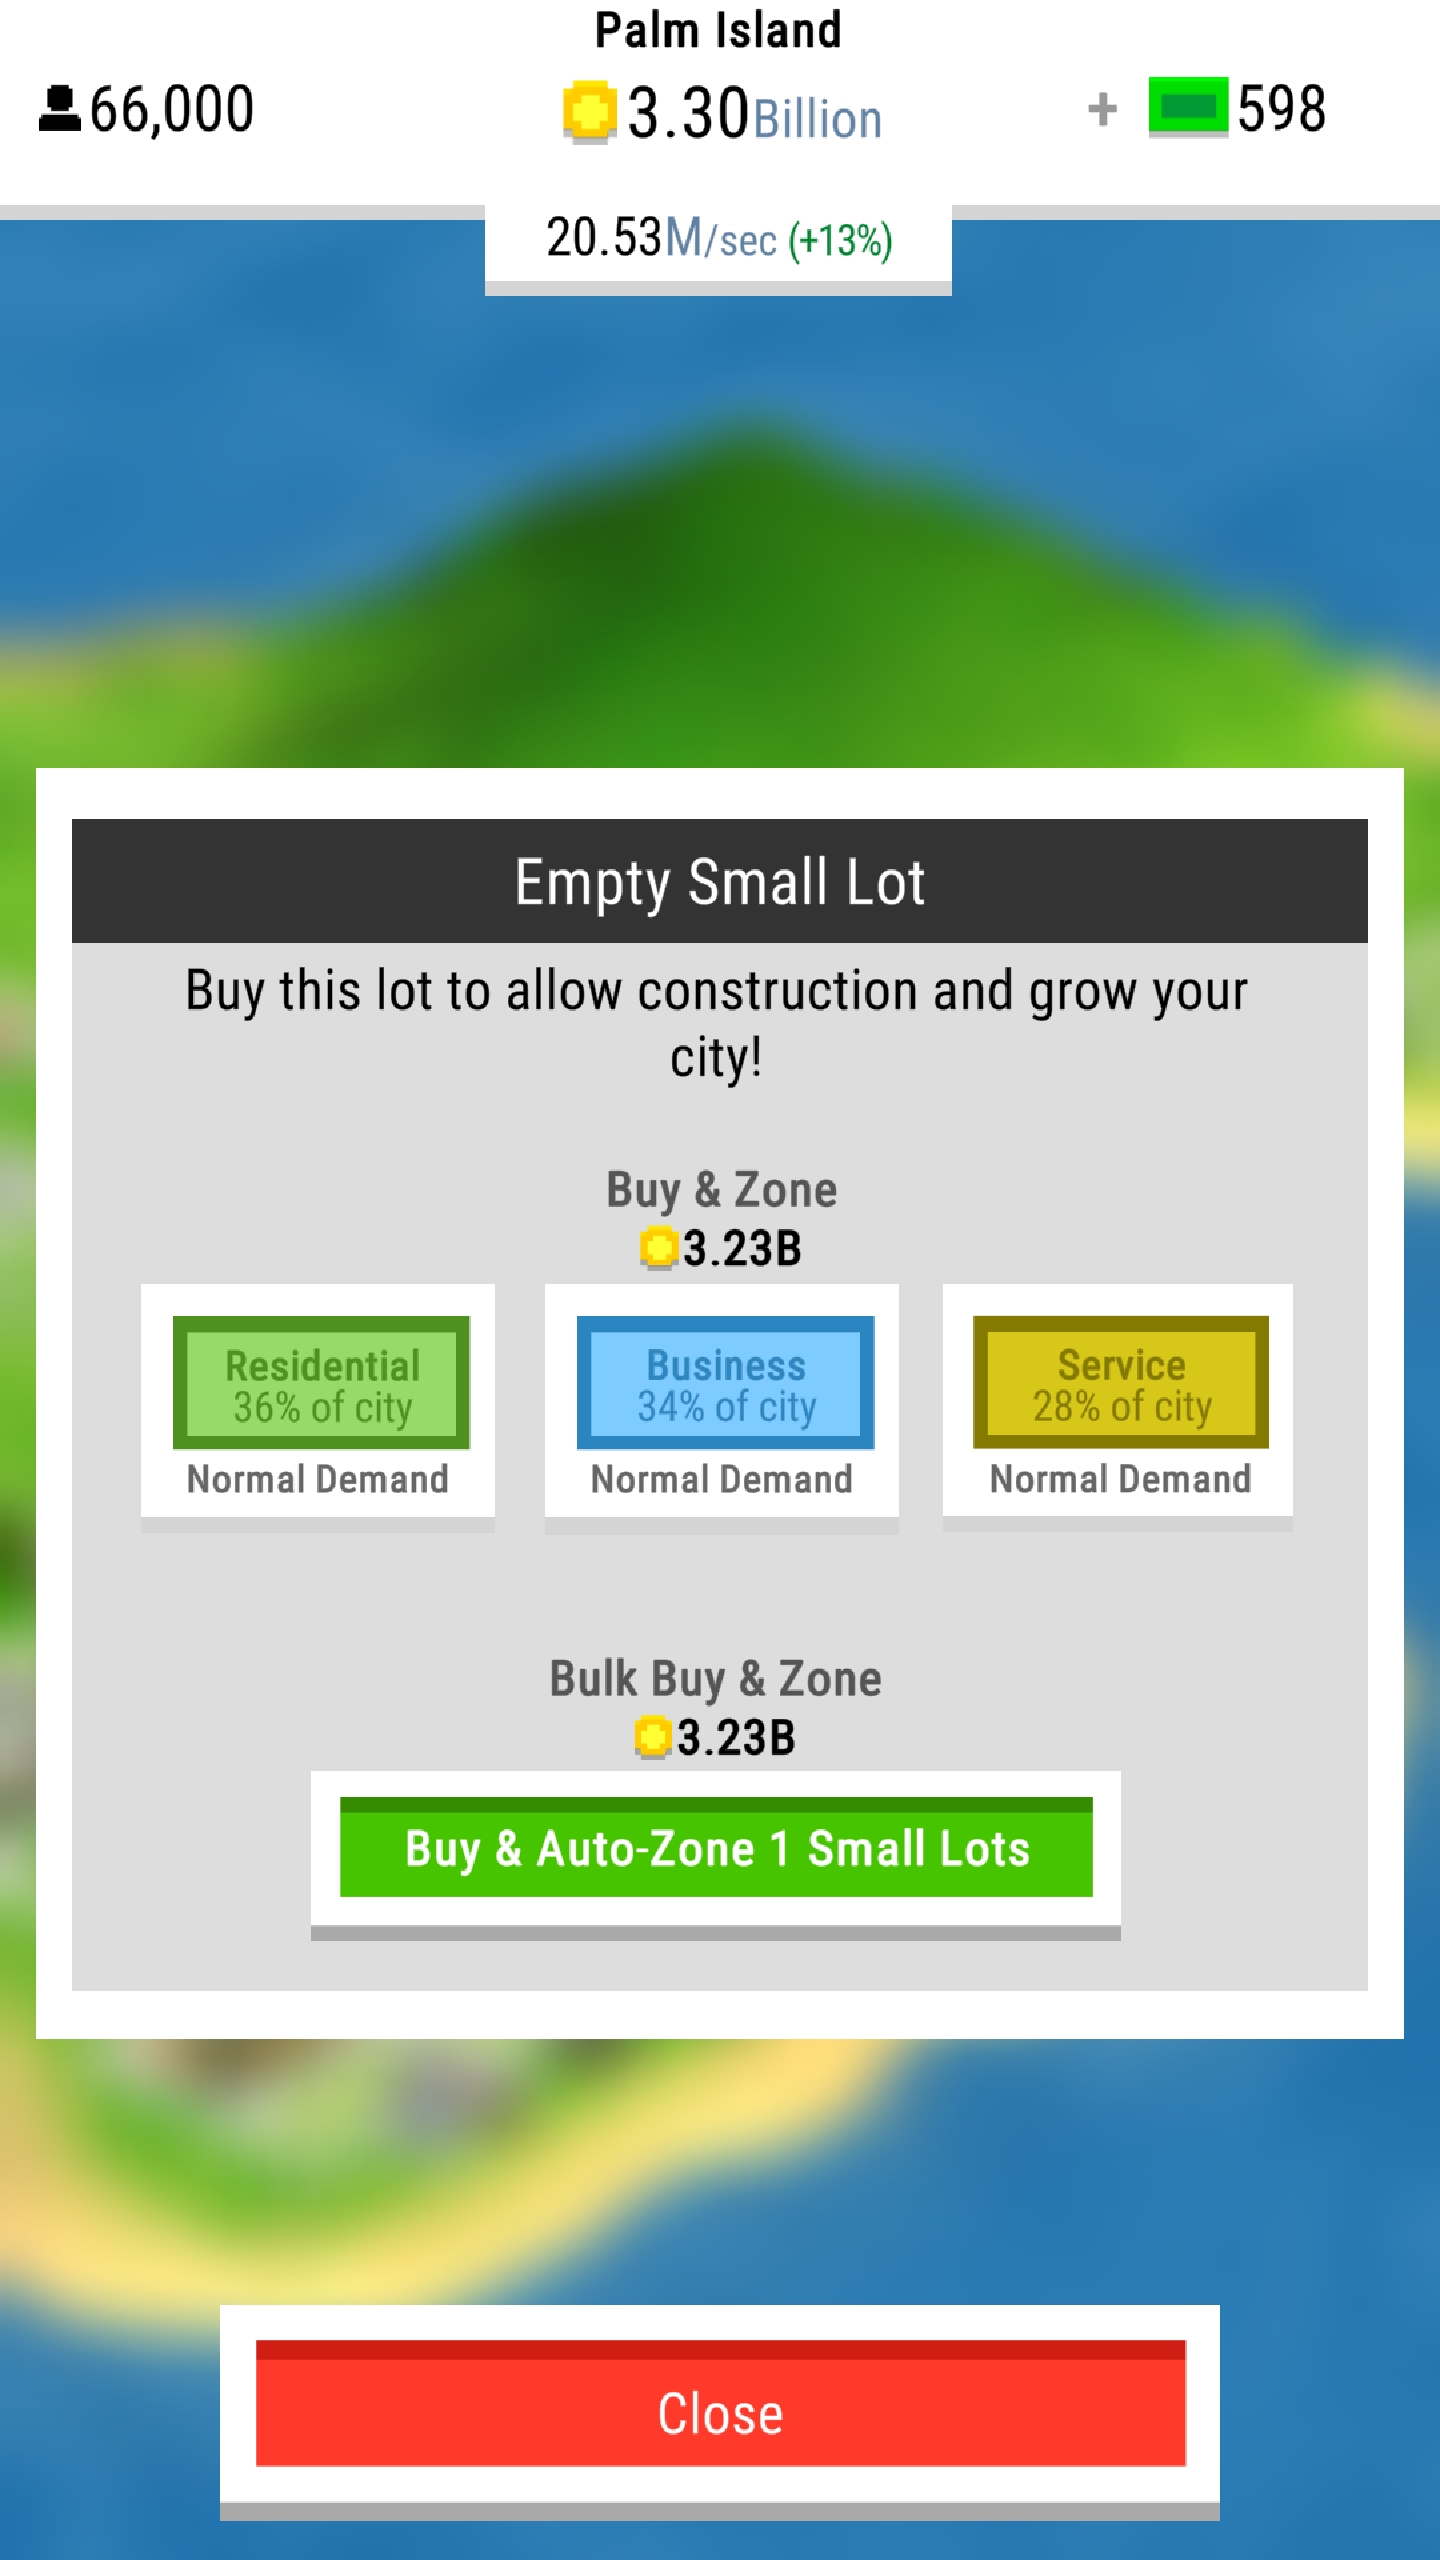 Palm Island
66,000
3.30Billion
+ 598
20.53M/sec (+13%)
Empty Small Lot
Buy this lot to allow construction and grow your
city!
Buy & Zone
3.23B
Residential
36% of city
Normal Demand
Business
34% of city
Normal Demand
Service
28% of city
Normal Demand
Bulk Buy & Zone
3.23B
Buy & Auto-Zone 1 Small Lots
Close